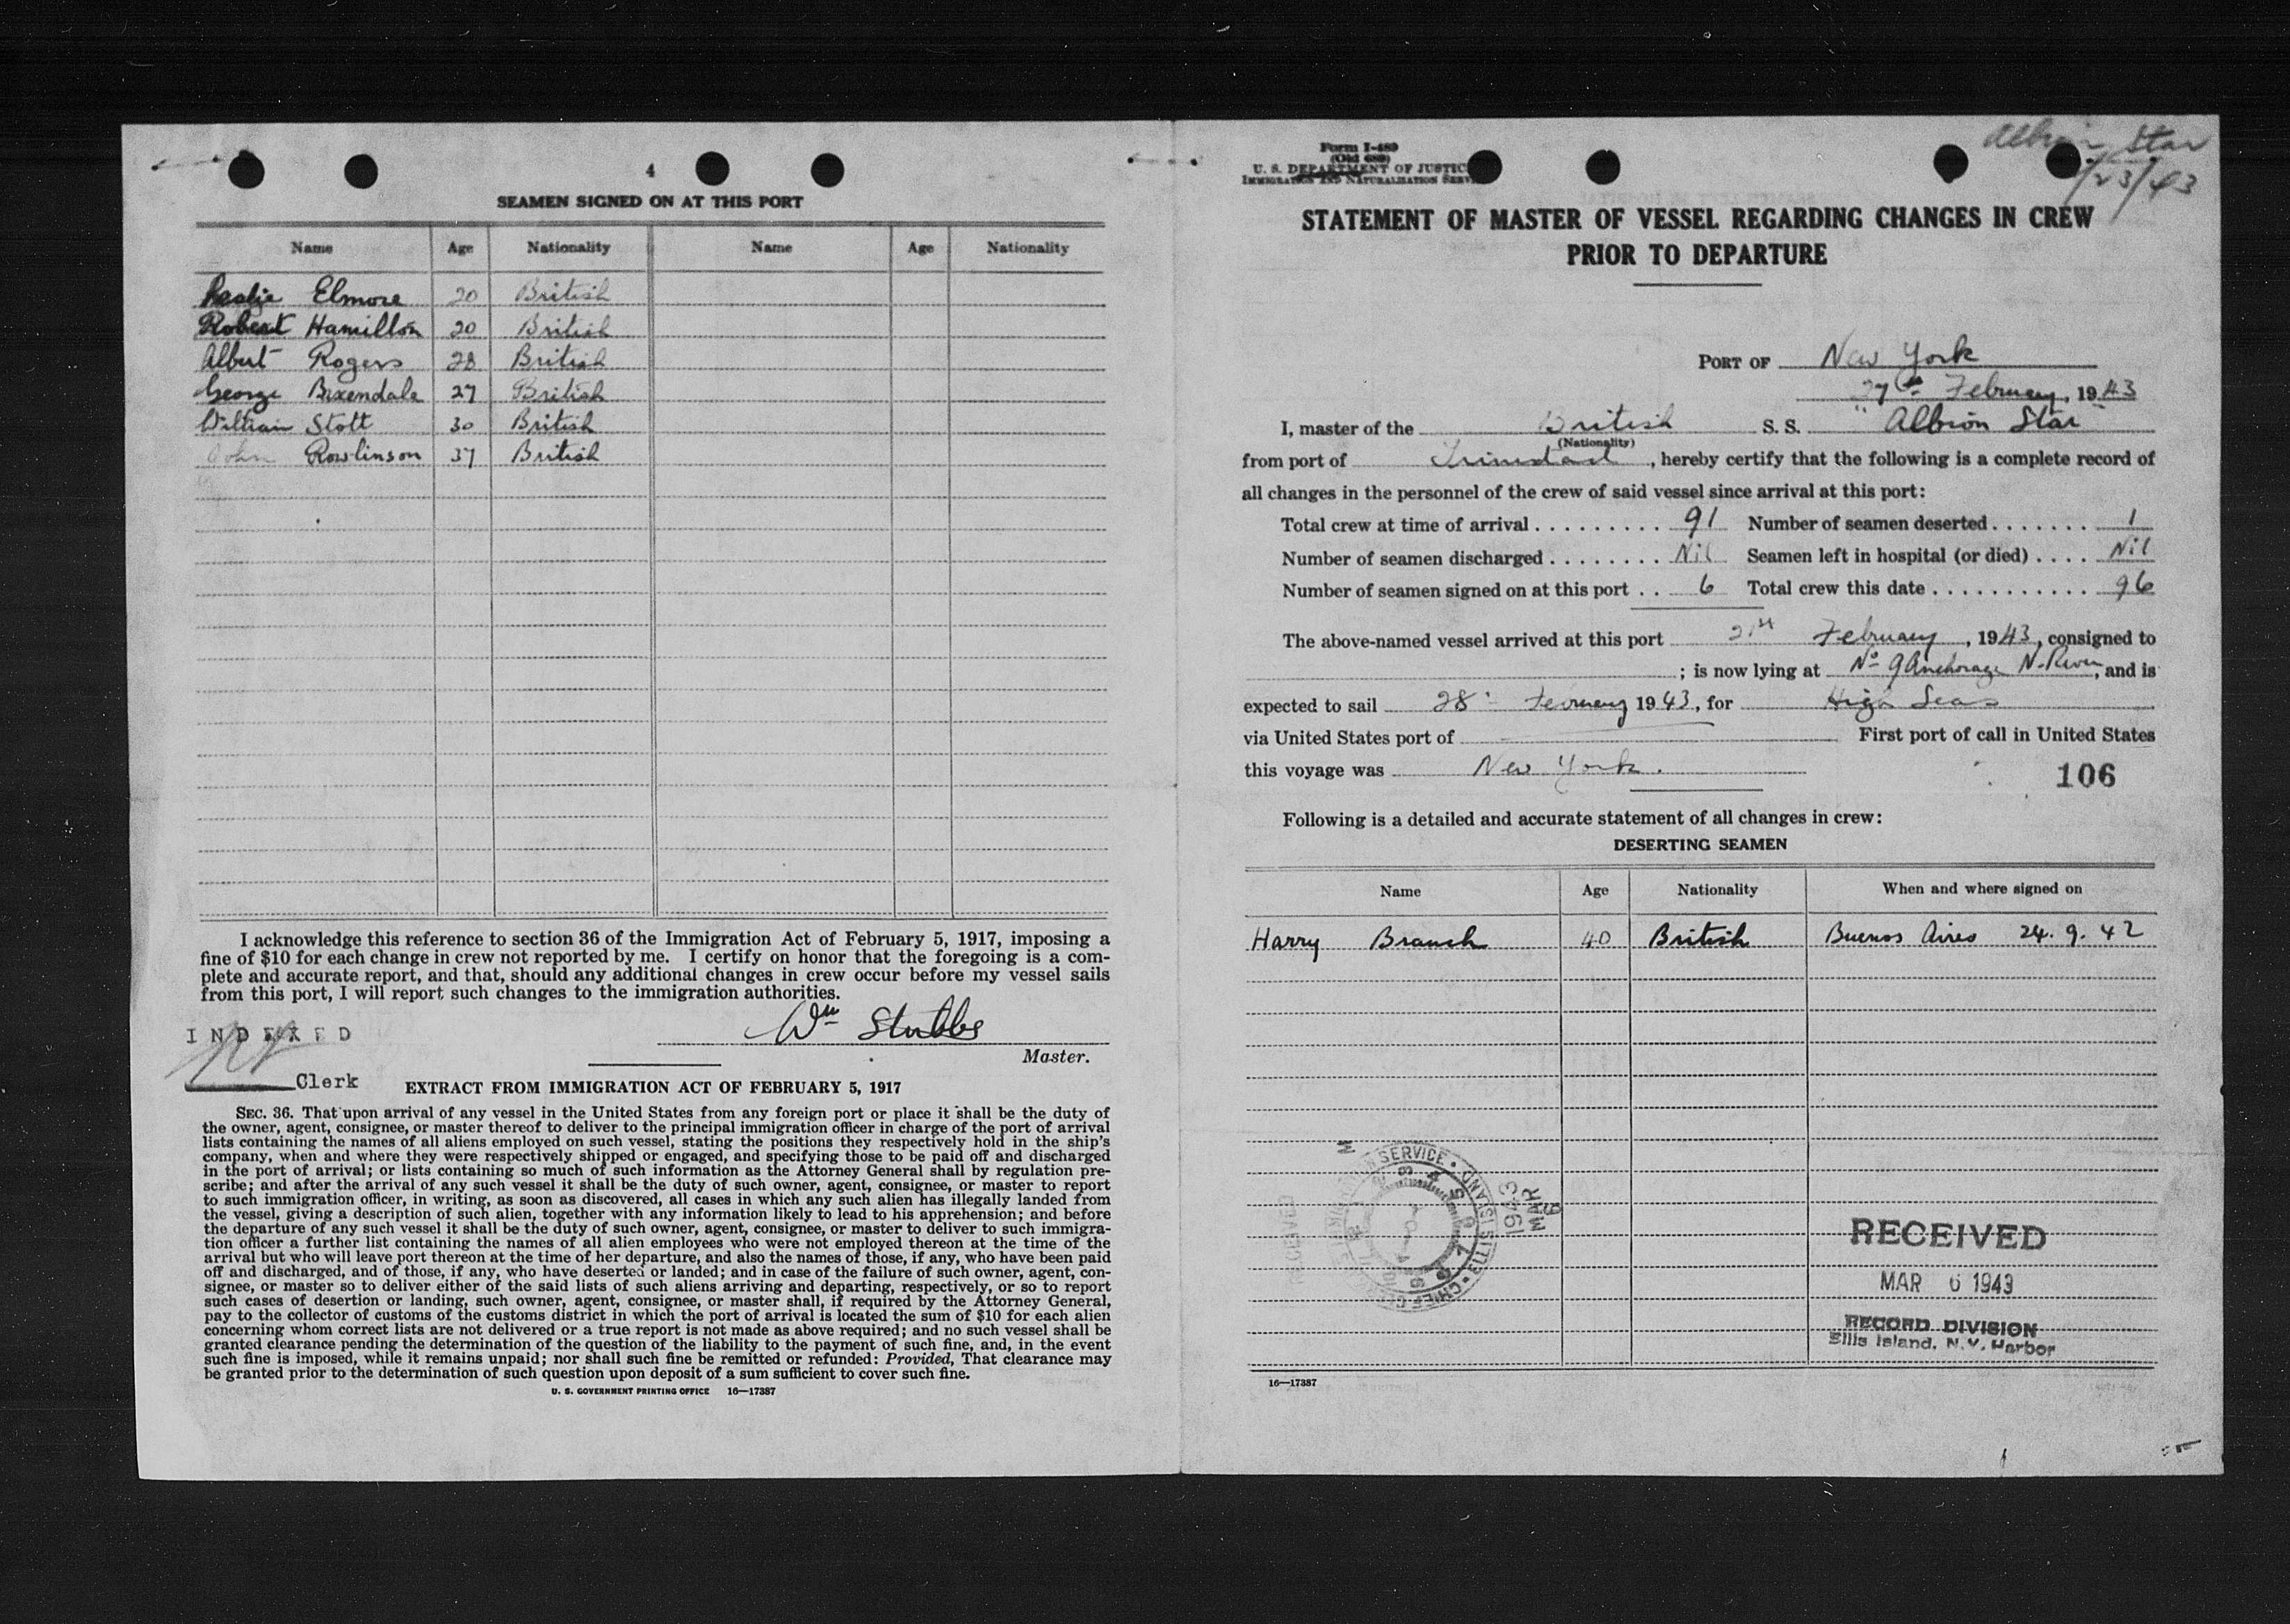 4
SEAMEN SIGNED ON AT THIS PORT
Name Age Nationality Name Age Nationality
Leslie Elmore 20 British
Robert Hamilton 20 British
Albert Rogers 28 British
George Baxendale 27 British
William Stott 30 British
John Rowlinson 37 British
I acknowledge this reference to section 36 of the Immigration Act of February 5, 1917, imposing a
fine of $10 for each change in crew not reported by me. I certify on honor that the foregoing is a com-
plete and accurate report, and that, should any additional changes in crew occur before my vessel sails
from this port, I will report such changes to the immigration authorities.
Wm Stubbs
Master.
INDEXED
Clerk
EXTRACT FROM IMMIGRATION ACT OF FEBRUARY 5, 1917
SEC. 36. That upon arrival of any vessel in the United States from any foreign port or place it shall be the duty of
the owner, agent, consignee, or master thereof to deliver to the principal immigration officer in charge of the port of arrival
lists containing the names of all aliens employed on such vessel, stating the positions they respectively hold in the ship's
company, when and where they were respectively shipped or engaged, and specifying those to be paid off and discharged
in the port of arrival; or lists containing so much of such information as the Attorney General shall by regulation pre-
scribe; and after the arrival of any such vessel it shall be the duty of such owner, agent, consignee, or master to report
to such immigration officer, in writing, as soon as discovered, all cases in which any such alien has illegally landed from
the vessel, giving a description of such alien, together with any information likely to lead to his apprehension; and before
the departure of any such vessel it shall be the duty of such owner, agent, consignee, or master to deliver to such immigra-
tion officer a further list containing the names of all alien employees who were not employed thereon at the time of the
arrival but who will leave port thereon at the time of her departure, and also the names of those, if any, who have been paid
off and discharged, and of those, if any, who have deserted or landed; and in case of the failure of such owner, agent, con-
signee, or master so to deliver either of the said lists of such aliens arriving and departing, respectively, or so to report
such cases of desertion or landing, such owner, agent, consignee, or master shall, if required by the Attorney General,
pay to the collector of customs of the customs district in which the port of arrival is located the sum of $10 for each alien
concerning whom correct lists are not delivered or a true report is not made as above required; and no such vessel shall be
granted clearance pending the determination of the question of the liability to the payment of such fine, and, in the event
such fine is imposed, while it remains unpaid; nor shall such fine be remitted or refunded: Provided, That clearance may
be granted prior to the determination of such question upon deposit of a sum sufficient to cover such fine.
U. S. GOVERNMENT PRINTING OFFICE 16—17387
Form I-489
(Old 689)
U. S. DEPARTMENT OF JUSTICE
IMMIGRATION AND NATURALIZATION SERVICE
Albion Star
/23/43
STATEMENT OF MASTER OF VESSEL REGARDING CHANGES IN CREW
PRIOR TO DEPARTURE
PORT OF New York
27th February, 1943
I, master of the British S. S. "Albion Star"
(Nationality)
from port of Trinidad, hereby certify that the following is a complete record of
all changes in the personnel of the crew of said vessel since arrival at this port:
Total crew at time of arrival . . . . . . . . . 91 Number of seamen deserted . . . . . . . 1
Number of seamen discharged . . . . . . . . Nil Seamen left in hospital (or died) . . . . Nil
Number of seamen signed on at this port . . 6 Total crew this date . . . . . . . . . . . . 96
The above-named vessel arrived at this port February, 1943, consigned to
; is now lying at No 9 Anchorage N. River, and is
expected to sail 28 February 1943, for High Seas
via United States port of First port of call in United States
this voyage was New York.
106
Following is a detailed and accurate statement of all changes in crew:
DESERTING SEAMEN
Name Age Nationality When and where signed on
Harry Branch 40 British Buenos Aires 24. 9. 42
SERVICE • ELLIS ISLAND
1943 MAR 6
RECEIVED
MAR 6 1943
RECORD DIVISION
Ellis Island, N.Y. Harbor
16—17387